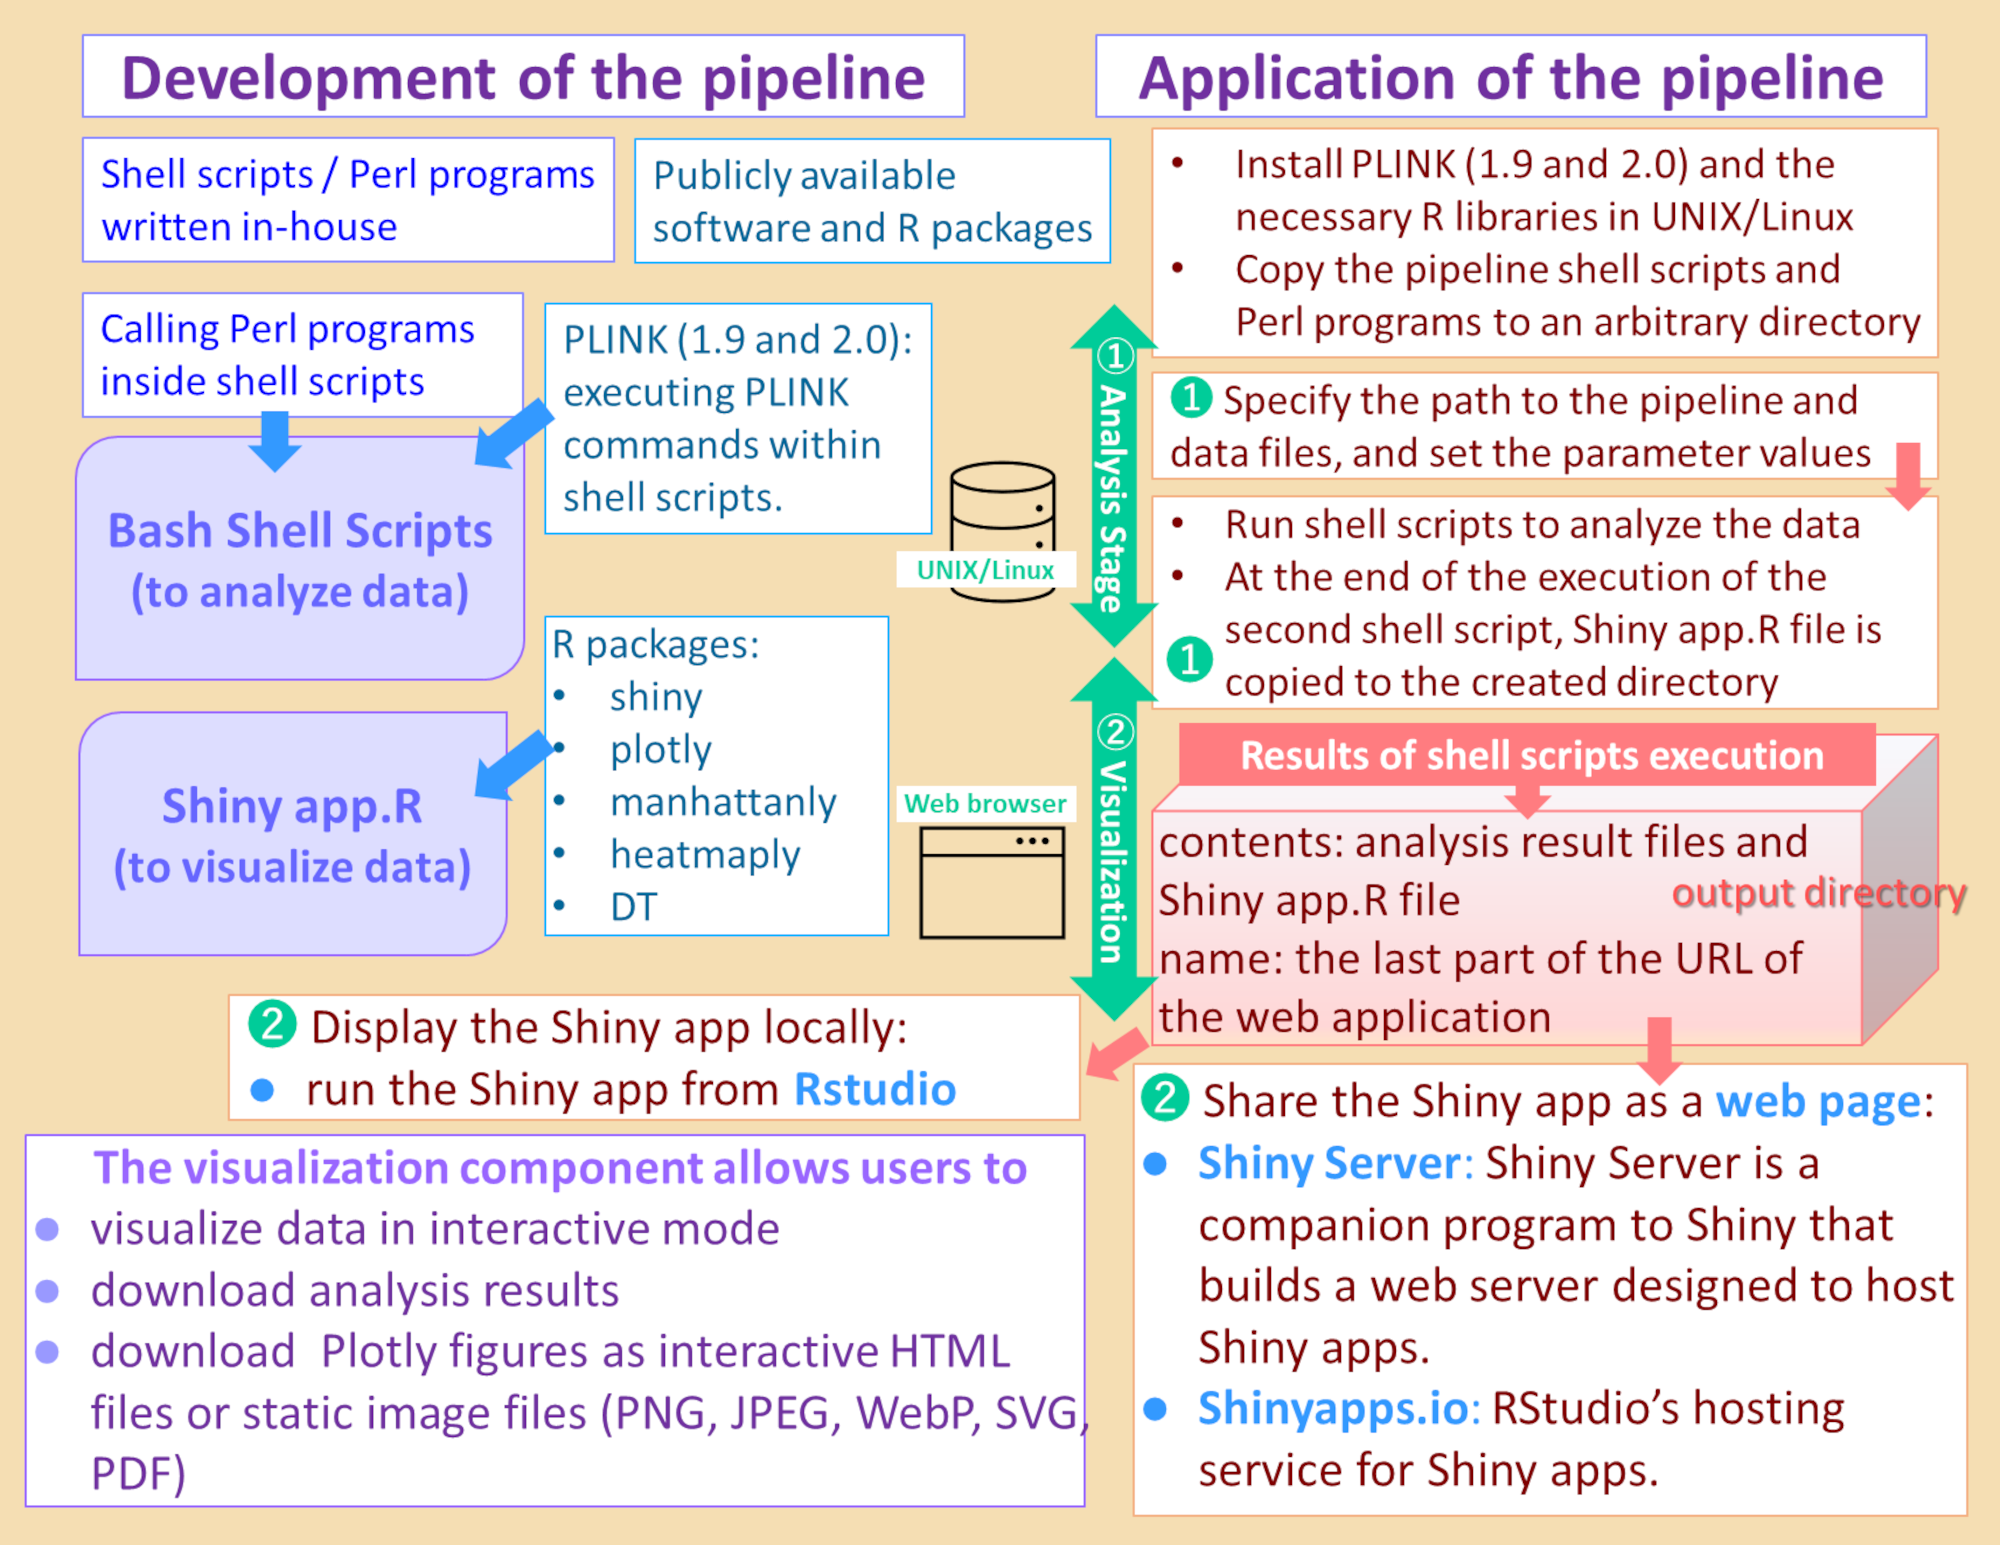 Development of the pipeline
Shell scripts / Perl programs
written in-house
Publicly available
software and R packages
Calling Perl programs
inside shell scripts
PLINK (1.9 and 2.0):
executing PLINK
commands within
shell scripts.
Bash Shell Scripts
(to analyze data)
R packages:
• shiny
• plotly
• manhattanly
• heatmaply
• DT
Shiny app.R
(to visualize data)
UNIX/Linux
Web browser
① Analysis Stage
② Visualization
Application of the pipeline
• Install PLINK (1.9 and 2.0) and the
necessary R libraries in UNIX/Linux
• Copy the pipeline shell scripts and
Perl programs to an arbitrary directory
❶ Specify the path to the pipeline and
data files, and set the parameter values
• Run shell scripts to analyze the data
• At the end of the execution of the
second shell script, Shiny app.R file is
❶ copied to the created directory
Results of shell scripts execution
contents: analysis result files and
Shiny app.R file
output directory
name: the last part of the URL of
the web application
❷ Display the Shiny app locally:
● run the Shiny app from Rstudio
The visualization component allows users to
● visualize data in interactive mode
● download analysis results
● download Plotly figures as interactive HTML
files or static image files (PNG, JPEG, WebP, SVG,
PDF)
❷ Share the Shiny app as a web page:
● Shiny Server: Shiny Server is a
companion program to Shiny that
builds a web server designed to host
Shiny apps.
● Shinyapps.io: RStudio’s hosting
service for Shiny apps.